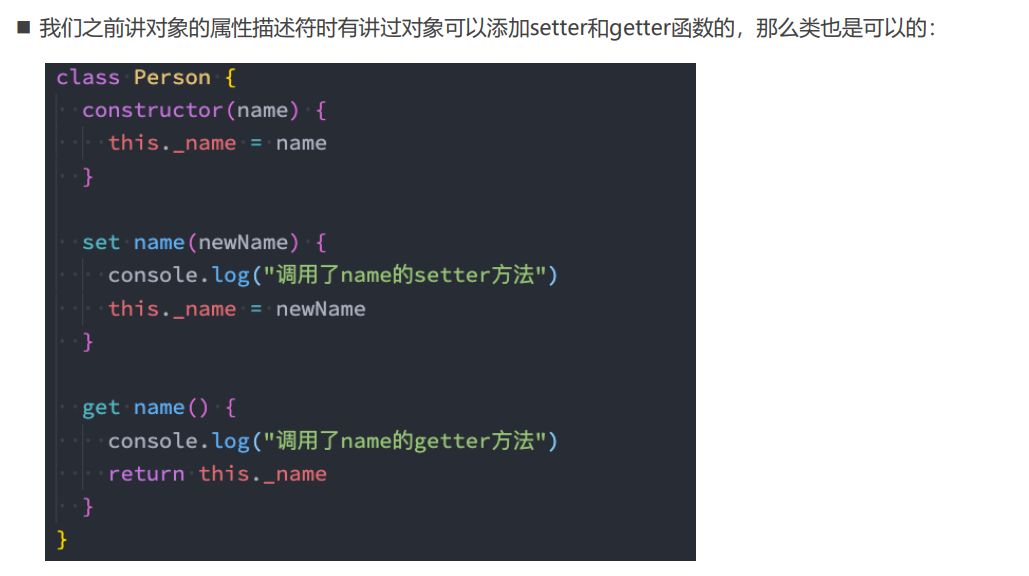 我们之前讲对象的属性描述符时有讲过对象可以添加setter和getter函数的，那么类也是可以的：
class Person {
  constructor(name) {
    this._name = name
  }

  set name(newName) {
    console.log("调用了name的setter方法")
    this._name = newName
  }

  get name() {
    console.log("调用了name的getter方法")
    return this._name
  }
}